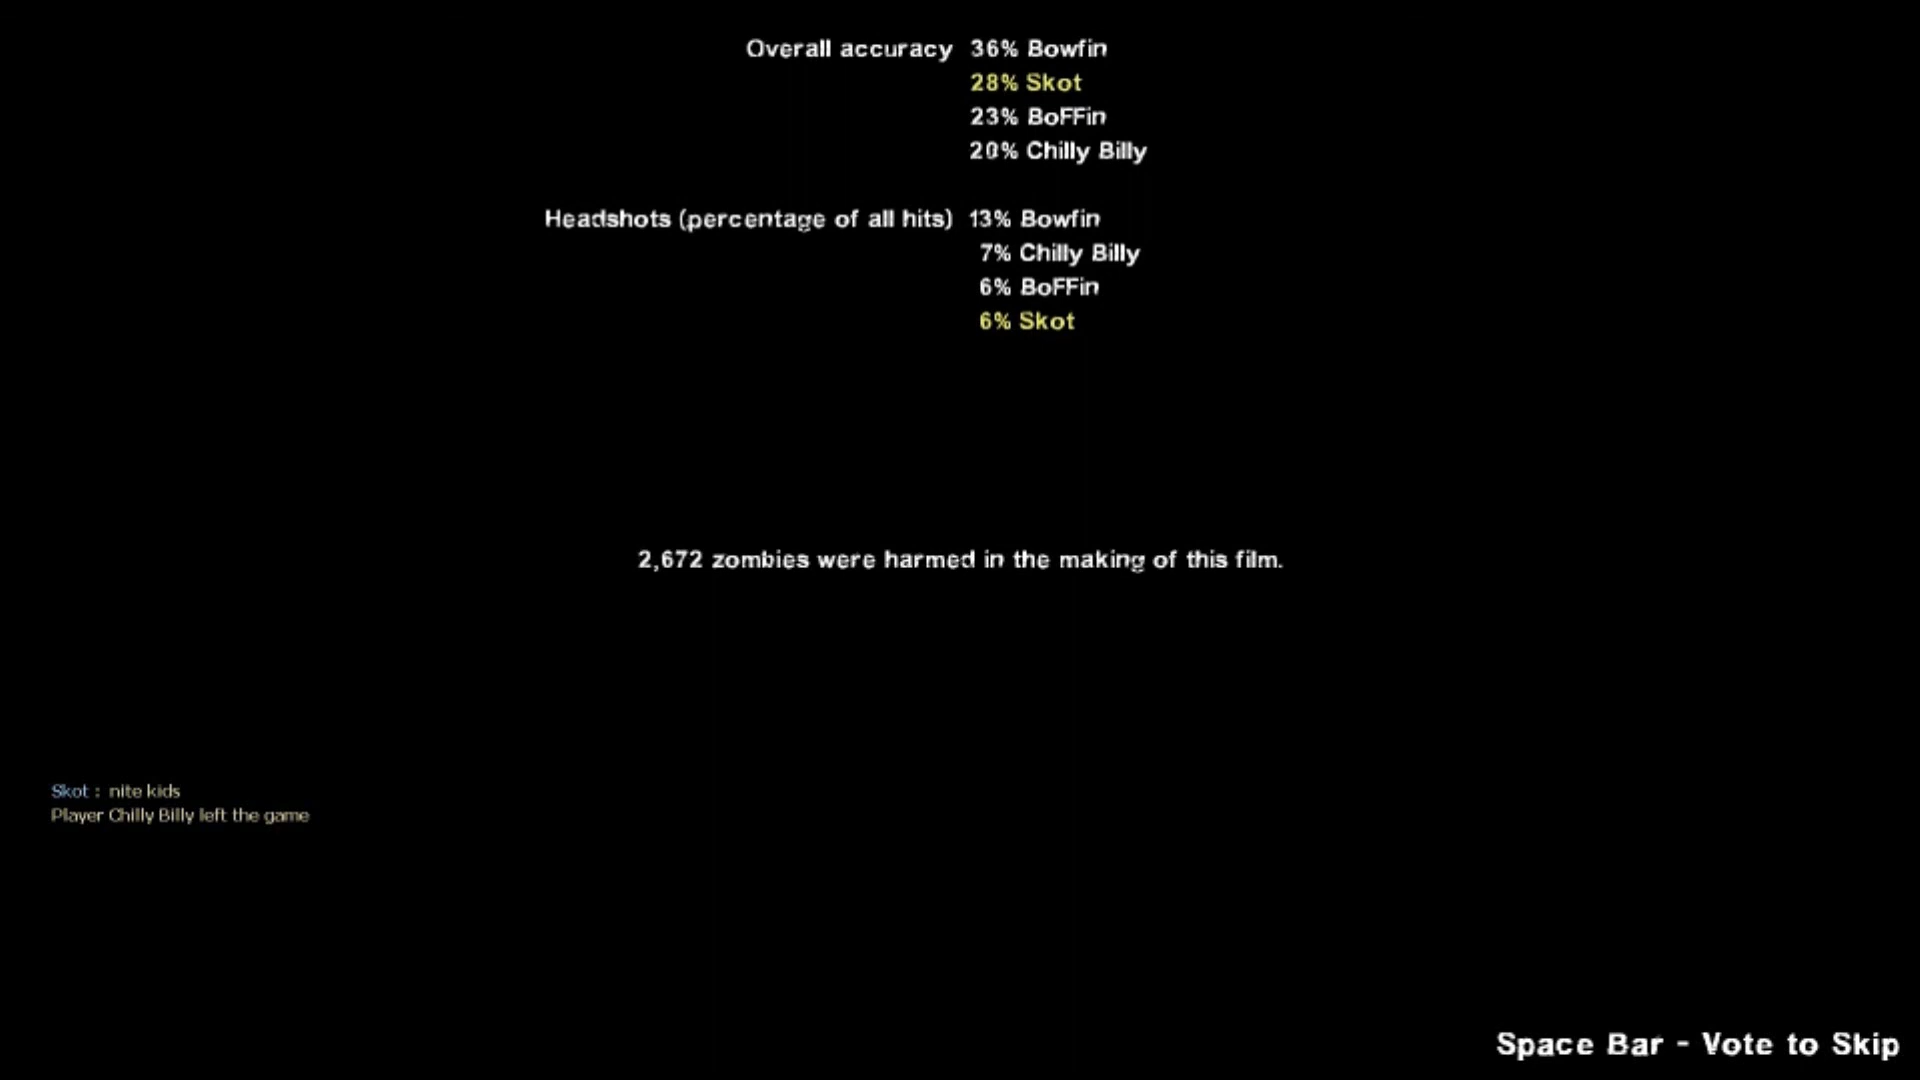 Overall accuracy 36% Bowfin
28% Skot
23% BoFFin
20% Chilly Billy
Headshots (percentage of all hits) 13% Bowfin
7% Chilly Billy
6% BoFFin
6% Skot
2,672 zombies were harmed in the making of this film.
Skot : nite kids
Player Chilly Billy left the game
Space Bar - Vote to Skip